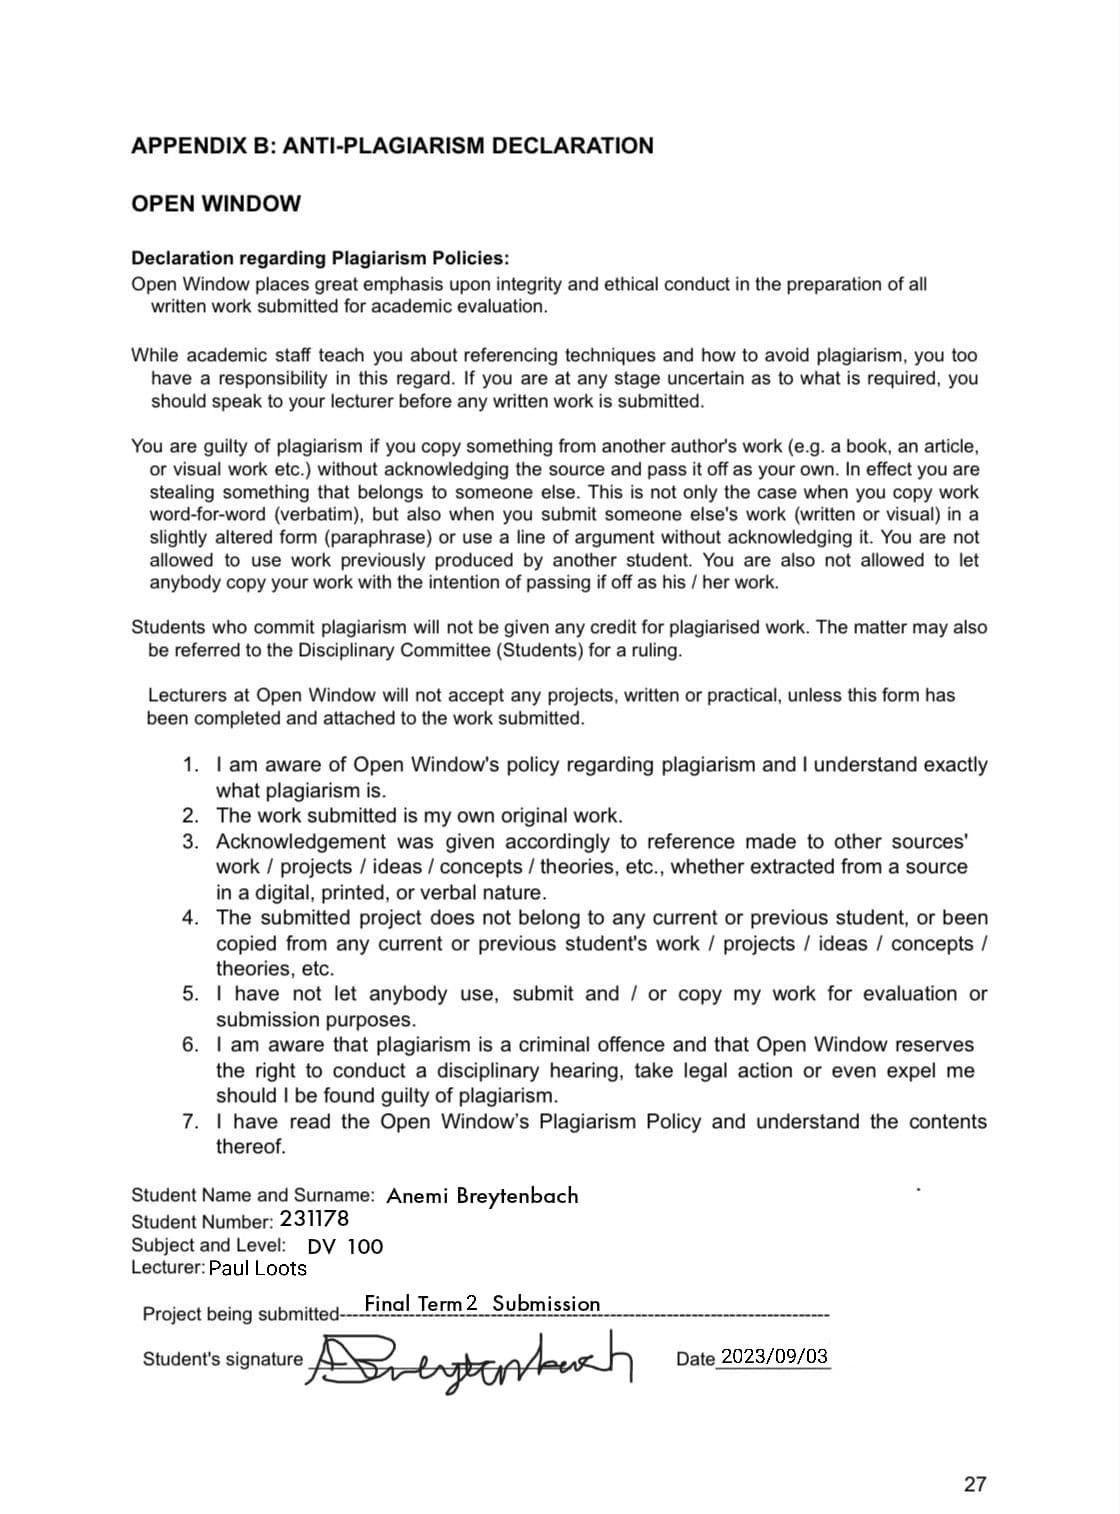 APPENDIX B: ANTI-PLAGIARISM DECLARATION
OPEN WINDOW
Declaration regarding Plagiarism Policies:
Open Window places great emphasis upon integrity and ethical conduct in the preparation of all
written work submitted for academic evaluation.
While academic staff teach you about referencing techniques and how to avoid plagiarism, you too
have a responsibility in this regard. If you are at any stage uncertain as to what is required, you
should speak to your lecturer before any written work is submitted.
You are guilty of plagiarism if you copy something from another author's work (e.g. a book, an article,
or visual work etc.) without acknowledging the source and pass it off as your own. In effect you are
stealing something that belongs to someone else. This is not only the case when you copy work
word-for-word (verbatim), but also when you submit someone else's work (written or visual) in a
slightly altered form (paraphrase) or use a line of argument without acknowledging it. You are not
allowed to use work previously produced by another student. You are also not allowed to let
anybody copy your work with the intention of passing if off as his / her work.
Students who commit plagiarism will not be given any credit for plagiarised work. The matter may also
be referred to the Disciplinary Committee (Students) for a ruling.
Lecturers at Open Window will not accept any projects, written or practical, unless this form has
been completed and attached to the work submitted.
1. I am aware of Open Window's policy regarding plagiarism and I understand exactly
what plagiarism is.
2. The work submitted is my own original work.
3. Acknowledgement was given accordingly to reference made to other sources'
work / projects / ideas / concepts / theories, etc., whether extracted from a source
in a digital, printed, or verbal nature.
4. The submitted project does not belong to any current or previous student, or been
copied from any current or previous student's work / projects / ideas / concepts /
theories, etc.
5. I have not let anybody use, submit and / or copy my work for evaluation or
submission purposes.
6. I am aware that plagiarism is a criminal offence and that Open Window reserves
the right to conduct a disciplinary hearing, take legal action or even expel me
should I be found guilty of plagiarism.
7. I have read the Open Window’s Plagiarism Policy and understand the contents
thereof.
Student Name and Surname: Anemi Breytenbach
Student Number: 231178
Subject and Level: DV 100
Lecturer: Paul Loots
Project being submitted Final Term 2 Submission
Student's signature ABreytenbach Date 2023/09/03
27